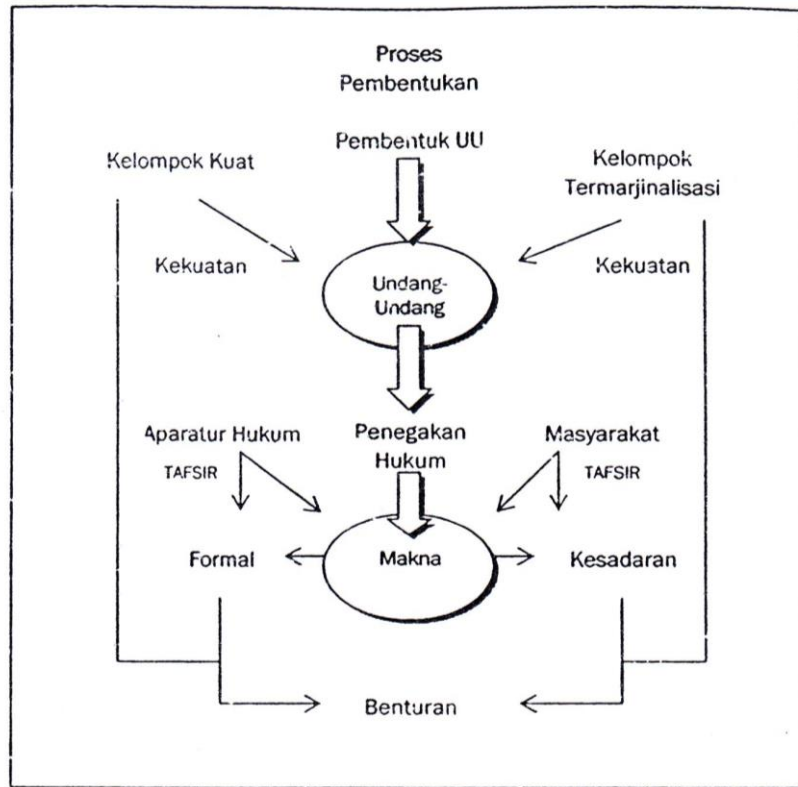 Proses
Pembentukan
Pembentuk UU
Kelompok Kuat
Kelompok
Termarjinalisasi
Kekuatan
Kekuatan
Undang-
Undang
Aparatur Hukum
Penegakan
Hukum
Masyarakat
TAFSIR
TAFSIR
Formal
Makna
Kesadaran
Benturan